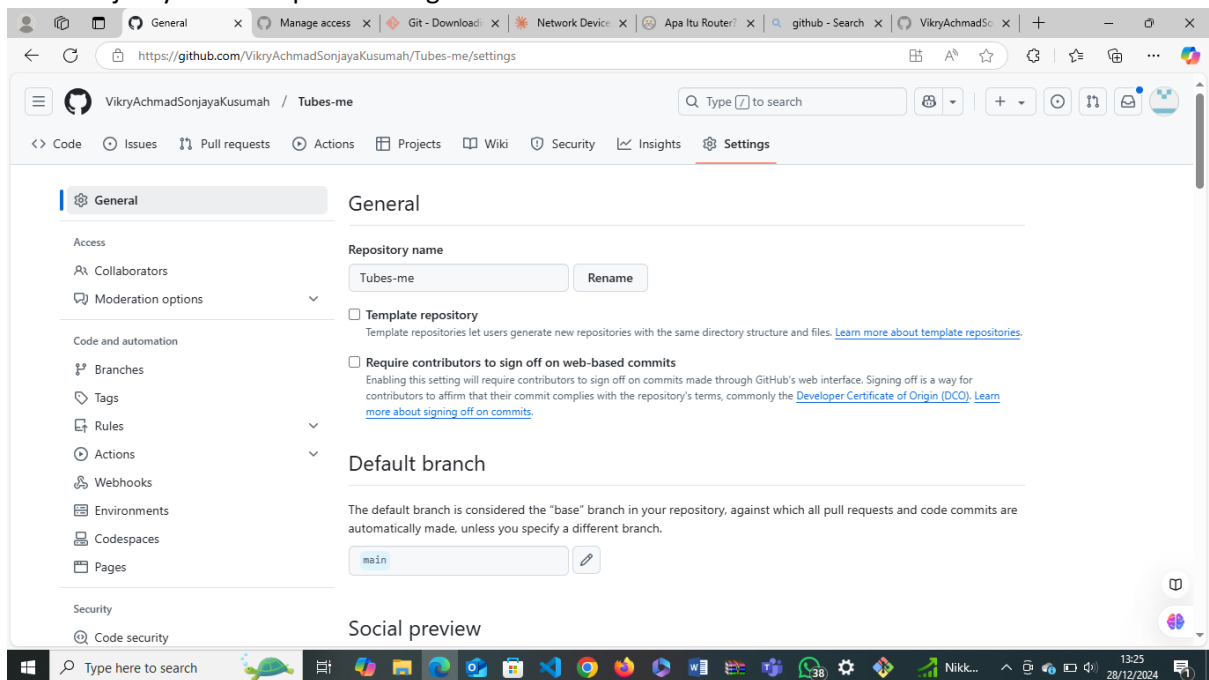 General
Manage access
Git - Downloadi
Network Device
Apa Itu Router?
github - Search
VikryAchmadSo
https://github.com/VikryAchmadSonjayaKusumah/Tubes-me/settings
VikryAchmadSonjayaKusumah / Tubes-me
Type / to search
<> Code
Issues
Pull requests
Actions
Projects
Wiki
Security
Insights
Settings
General
Access
Collaborators
Moderation options
Code and automation
Branches
Tags
Rules
Actions
Webhooks
Environments
Codespaces
Pages
Security
Code security
General
Repository name
Tubes-me
Rename
Template repository
Template repositories let users generate new repositories with the same directory structure and files. Learn more about template repositories.
Require contributors to sign off on web-based commits
Enabling this setting will require contributors to sign off on commits made through GitHub's web interface. Signing off is a way for
contributors to affirm that their commit complies with the repository's terms, commonly the Developer Certificate of Origin (DCO). Learn
more about signing off on commits.
Default branch
The default branch is considered the “base” branch in your repository, against which all pull requests and code commits are
automatically made, unless you specify a different branch.
main
Social preview
Type here to search
38
Nikk...
13:25
28/12/2024
1